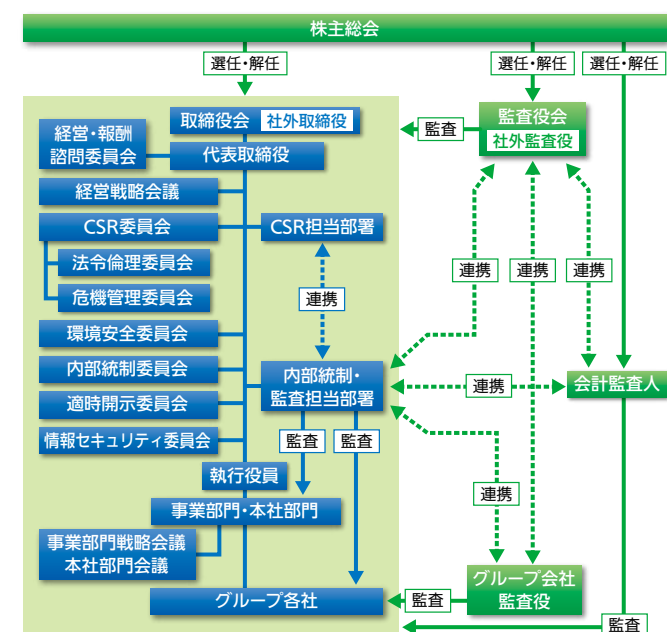 株主総会
選任・解任
選任・解任
選任・解任
取締役会 社外取締役
監査
監査役会
社外監査役
経営・報酬
諮問委員会
代表取締役
経営戦略会議
CSR委員会
CSR担当部署
法令倫理委員会
危機管理委員会
連携
連携
連携
連携
環境安全委員会
内部統制委員会
内部統制・
監査担当部署
連携
会計監査人
適時開示委員会
情報セキュリティ委員会
監査
監査
執行役員
連携
事業部門・本社部門
事業部門戦略会議
本社部門会議
グループ各社
監査
グループ会社
監査役
監査